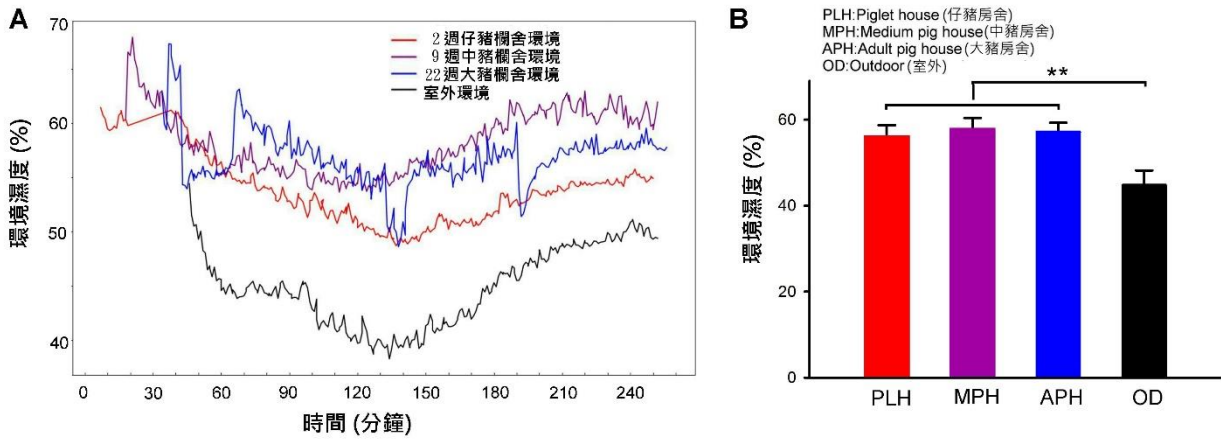 A
70
60
50
40
環境濕度 (%)
2週仔豬欄舍環境
9週中豬欄舍環境
22週大豬欄舍環境
室外環境
0 30 60 90 120 150 180 210 240
時間 (分鐘)
B
PLH:Piglet house (仔豬房舍)
MPH:Medium pig house (中豬房舍)
APH:Adult pig house (大豬房舍)
OD:Outdoor (室外)
**
60
40
20
0
環境濕度 (%)
PLH MPH APH OD